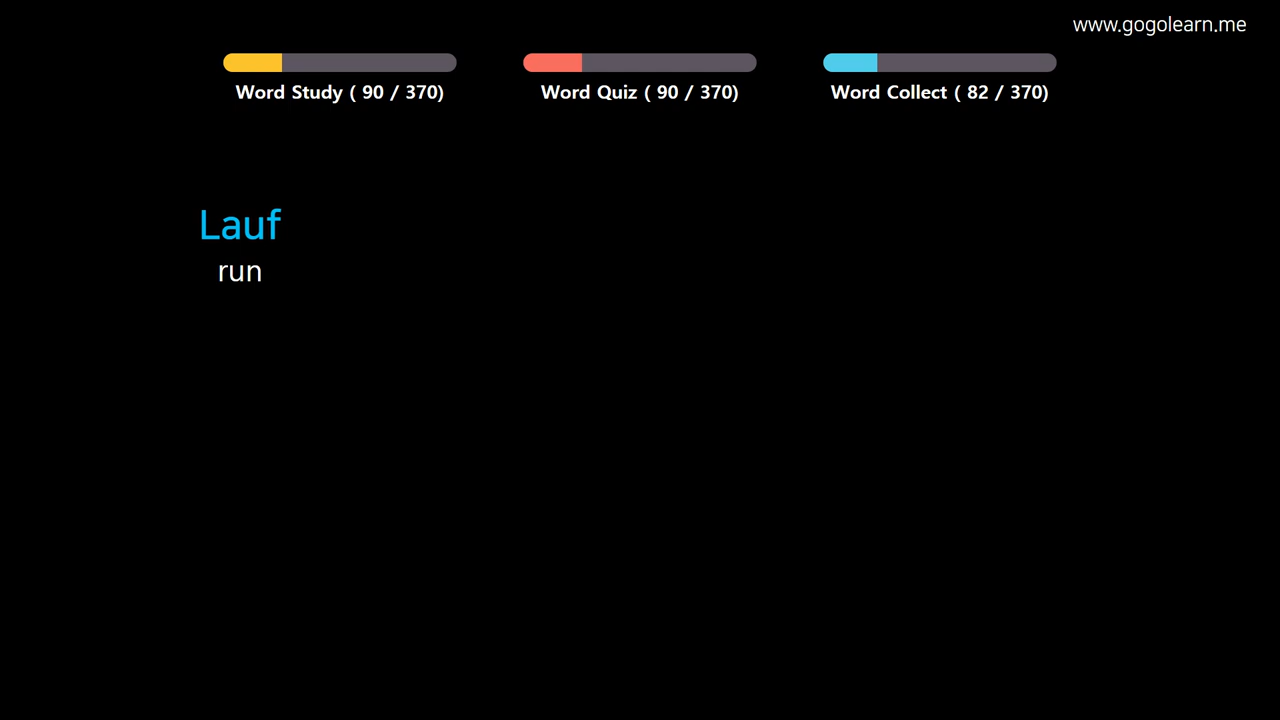 www.gogolearn.me
Word Study ( 90 / 370)
Word Quiz ( 90 / 370)
Word Collect ( 82 / 370)
Lauf
run